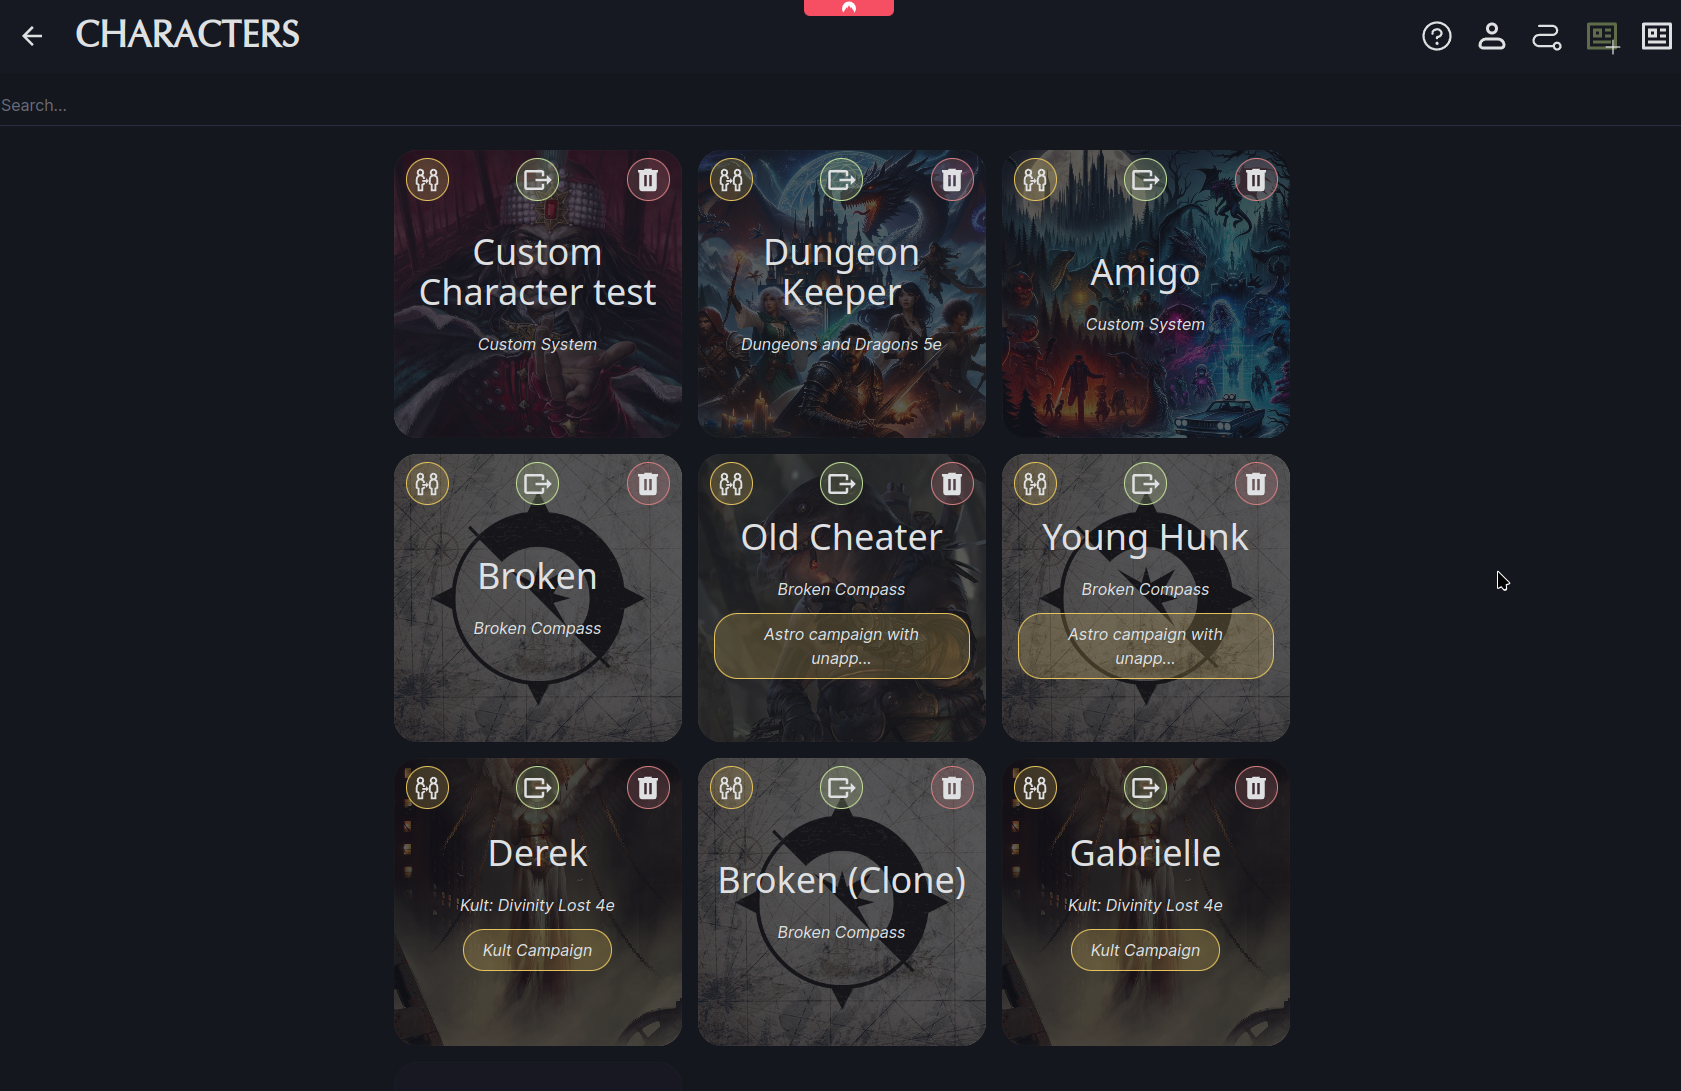 CHARACTERS
Search...
Custom
Character test
Custom System
Dungeon
Keeper
Dungeons and Dragons 5e
Amigo
Custom System
Broken
Broken Compass
Old Cheater
Broken Compass
Astro campaign with
unapp...
Young Hunk
Broken Compass
Astro campaign with
unapp...
Derek
Kult: Divinity Lost 4e
Kult Campaign
Broken (Clone)
Broken Compass
Gabrielle
Kult: Divinity Lost 4e
Kult Campaign